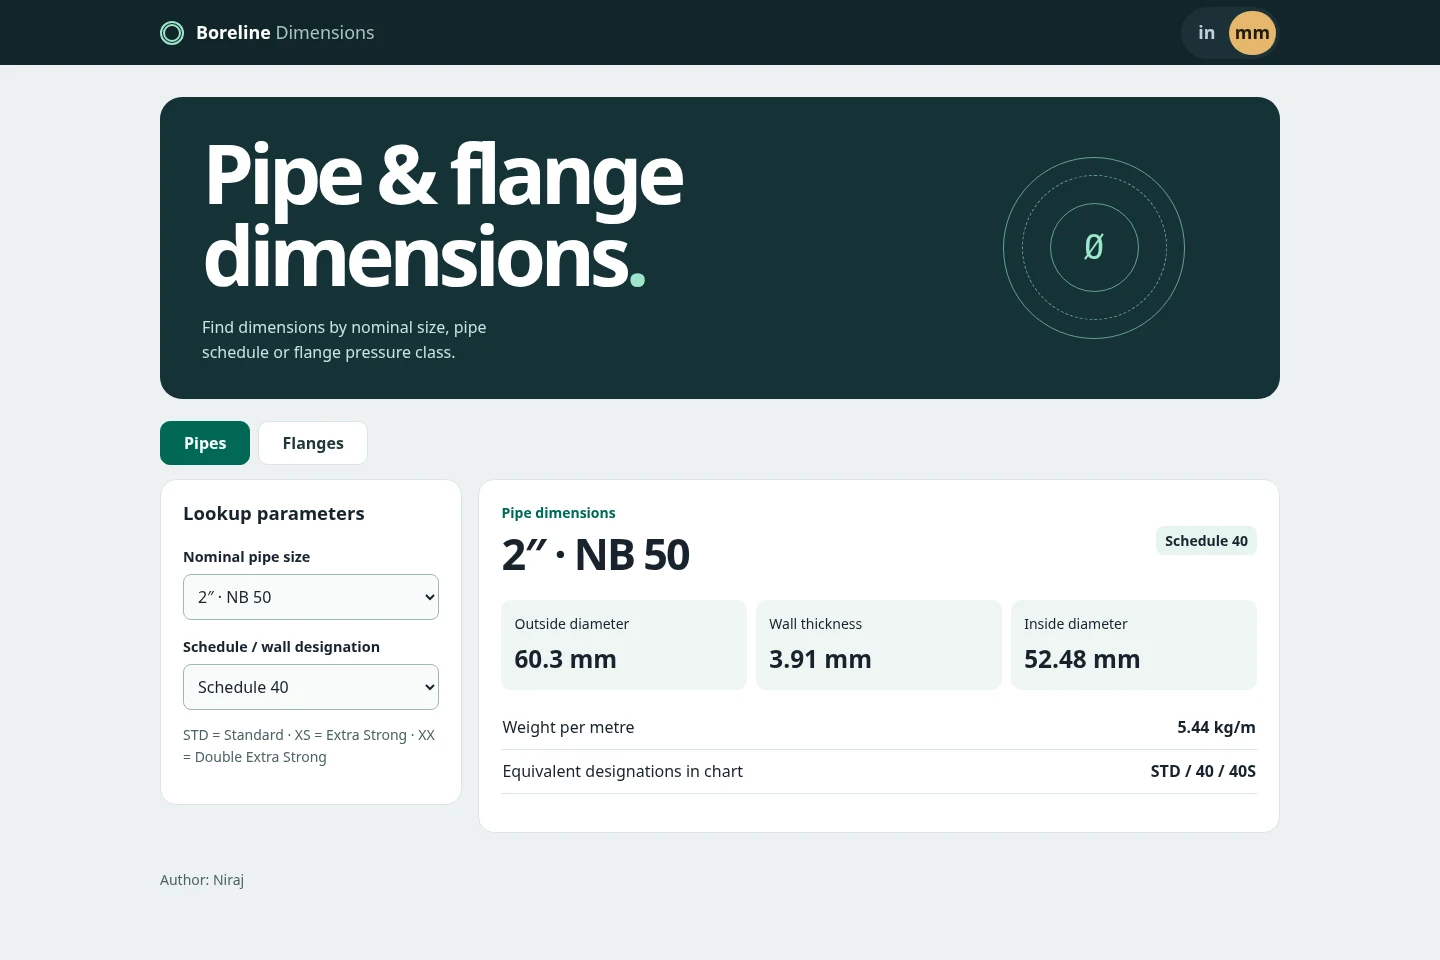 Boreline Dimensions
in mm
Pipe & flange
dimensions.
Ø
Find dimensions by nominal size, pipe
schedule or flange pressure class.
Pipes
Flanges
Lookup parameters
Nominal pipe size
2″ · NB 50
Schedule / wall designation
Schedule 40
STD = Standard · XS = Extra Strong · XX
= Double Extra Strong
Pipe dimensions
2″ · NB 50
Schedule 40
Outside diameter
60.3 mm
Wall thickness
3.91 mm
Inside diameter
52.48 mm
Weight per metre 5.44 kg/m
Equivalent designations in chart STD / 40 / 40S
Author: Niraj